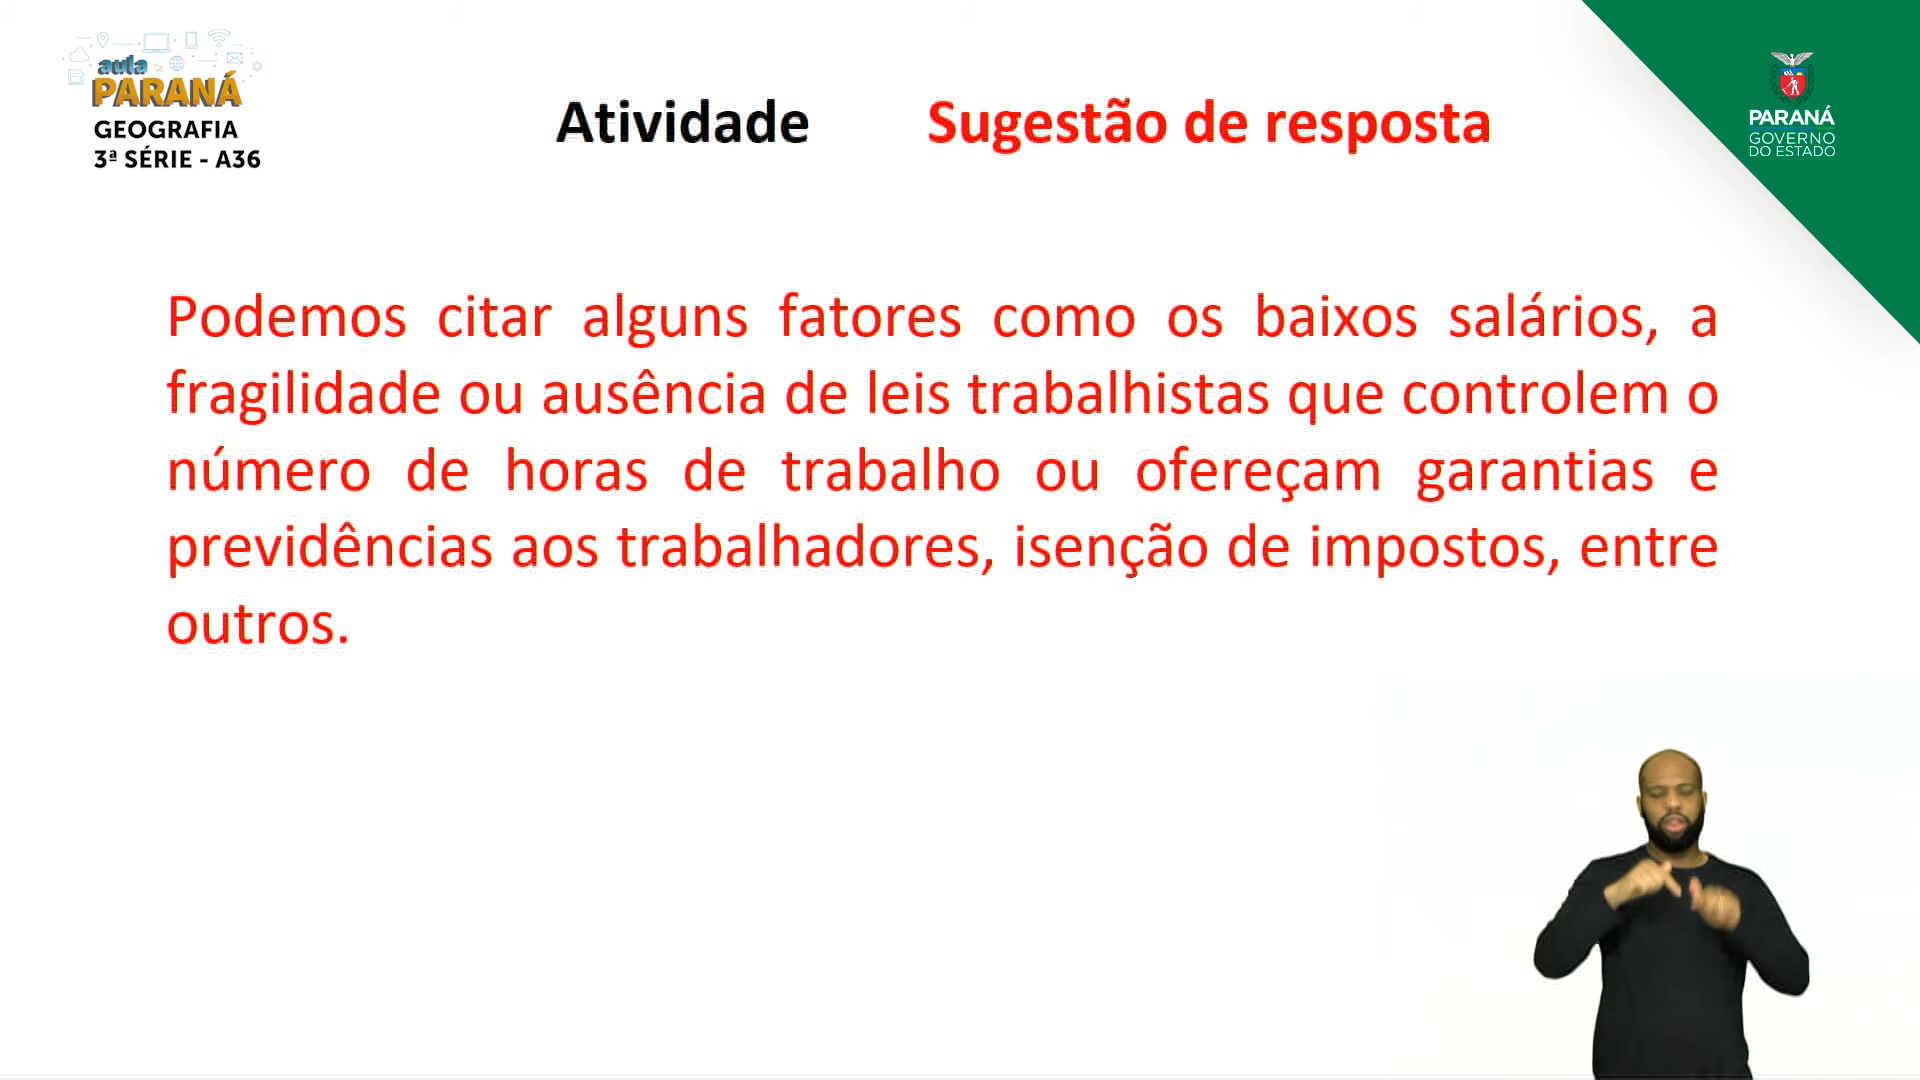 aula
PARANÁ
GEOGRAFIA
3ª SÉRIE - A36
Atividade Sugestão de resposta
PARANÁ
GOVERNO
DO ESTADO
Podemos citar alguns fatores como os baixos salários, a
fragilidade ou ausência de leis trabalhistas que controlem o
número de horas de trabalho ou ofereçam garantias e
previdências aos trabalhadores, isenção de impostos, entre
outros.